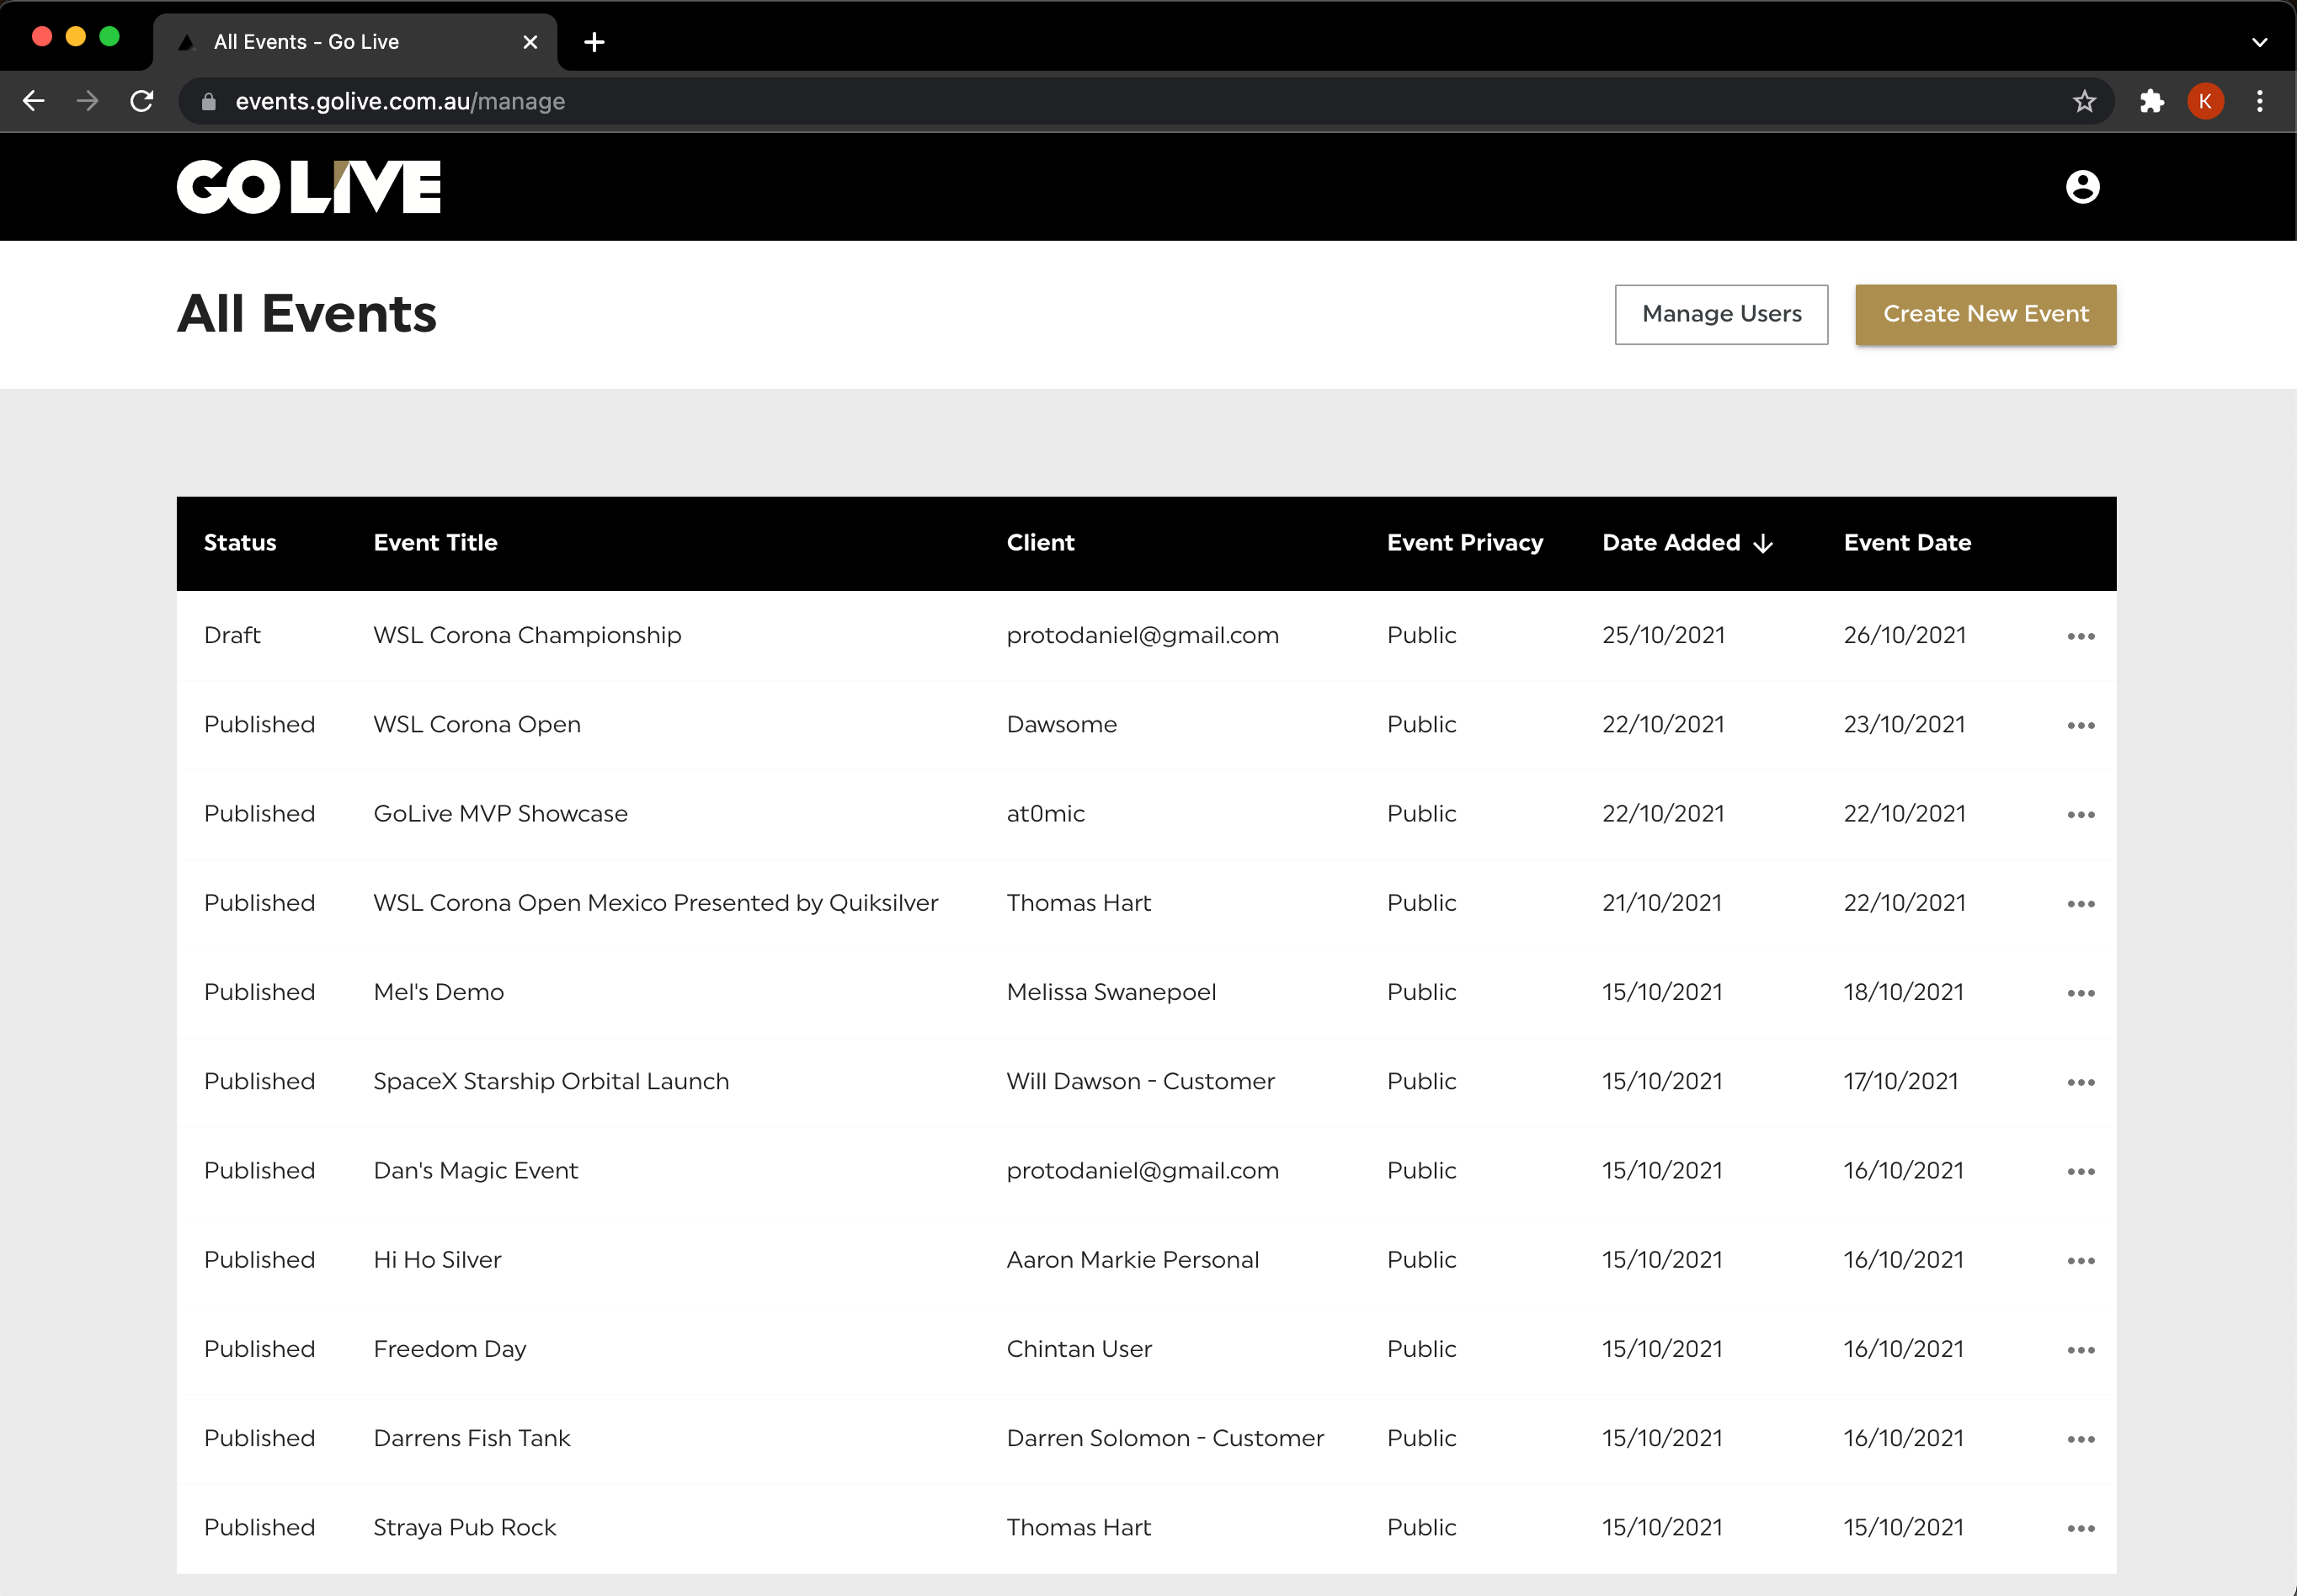 All Events - Go Live
events.golive.com.au/manage
K
GO LIVE
All Events
Manage Users
Create New Event
Status Event Title Client Event Privacy Date Added Event Date
Draft WSL Corona Championship protodaniel@gmail.com Public 25/10/2021 26/10/2021
Published WSL Corona Open Dawsome Public 22/10/2021 23/10/2021
Published GoLive MVP Showcase at0mic Public 22/10/2021 22/10/2021
Published WSL Corona Open Mexico Presented by Quiksilver Thomas Hart Public 21/10/2021 22/10/2021
Published Mel's Demo Melissa Swanepoel Public 15/10/2021 18/10/2021
Published SpaceX Starship Orbital Launch Will Dawson - Customer Public 15/10/2021 17/10/2021
Published Dan's Magic Event protodaniel@gmail.com Public 15/10/2021 16/10/2021
Published Hi Ho Silver Aaron Markie Personal Public 15/10/2021 16/10/2021
Published Freedom Day Chintan User Public 15/10/2021 16/10/2021
Published Darrens Fish Tank Darren Solomon - Customer Public 15/10/2021 16/10/2021
Published Straya Pub Rock Thomas Hart Public 15/10/2021 15/10/2021